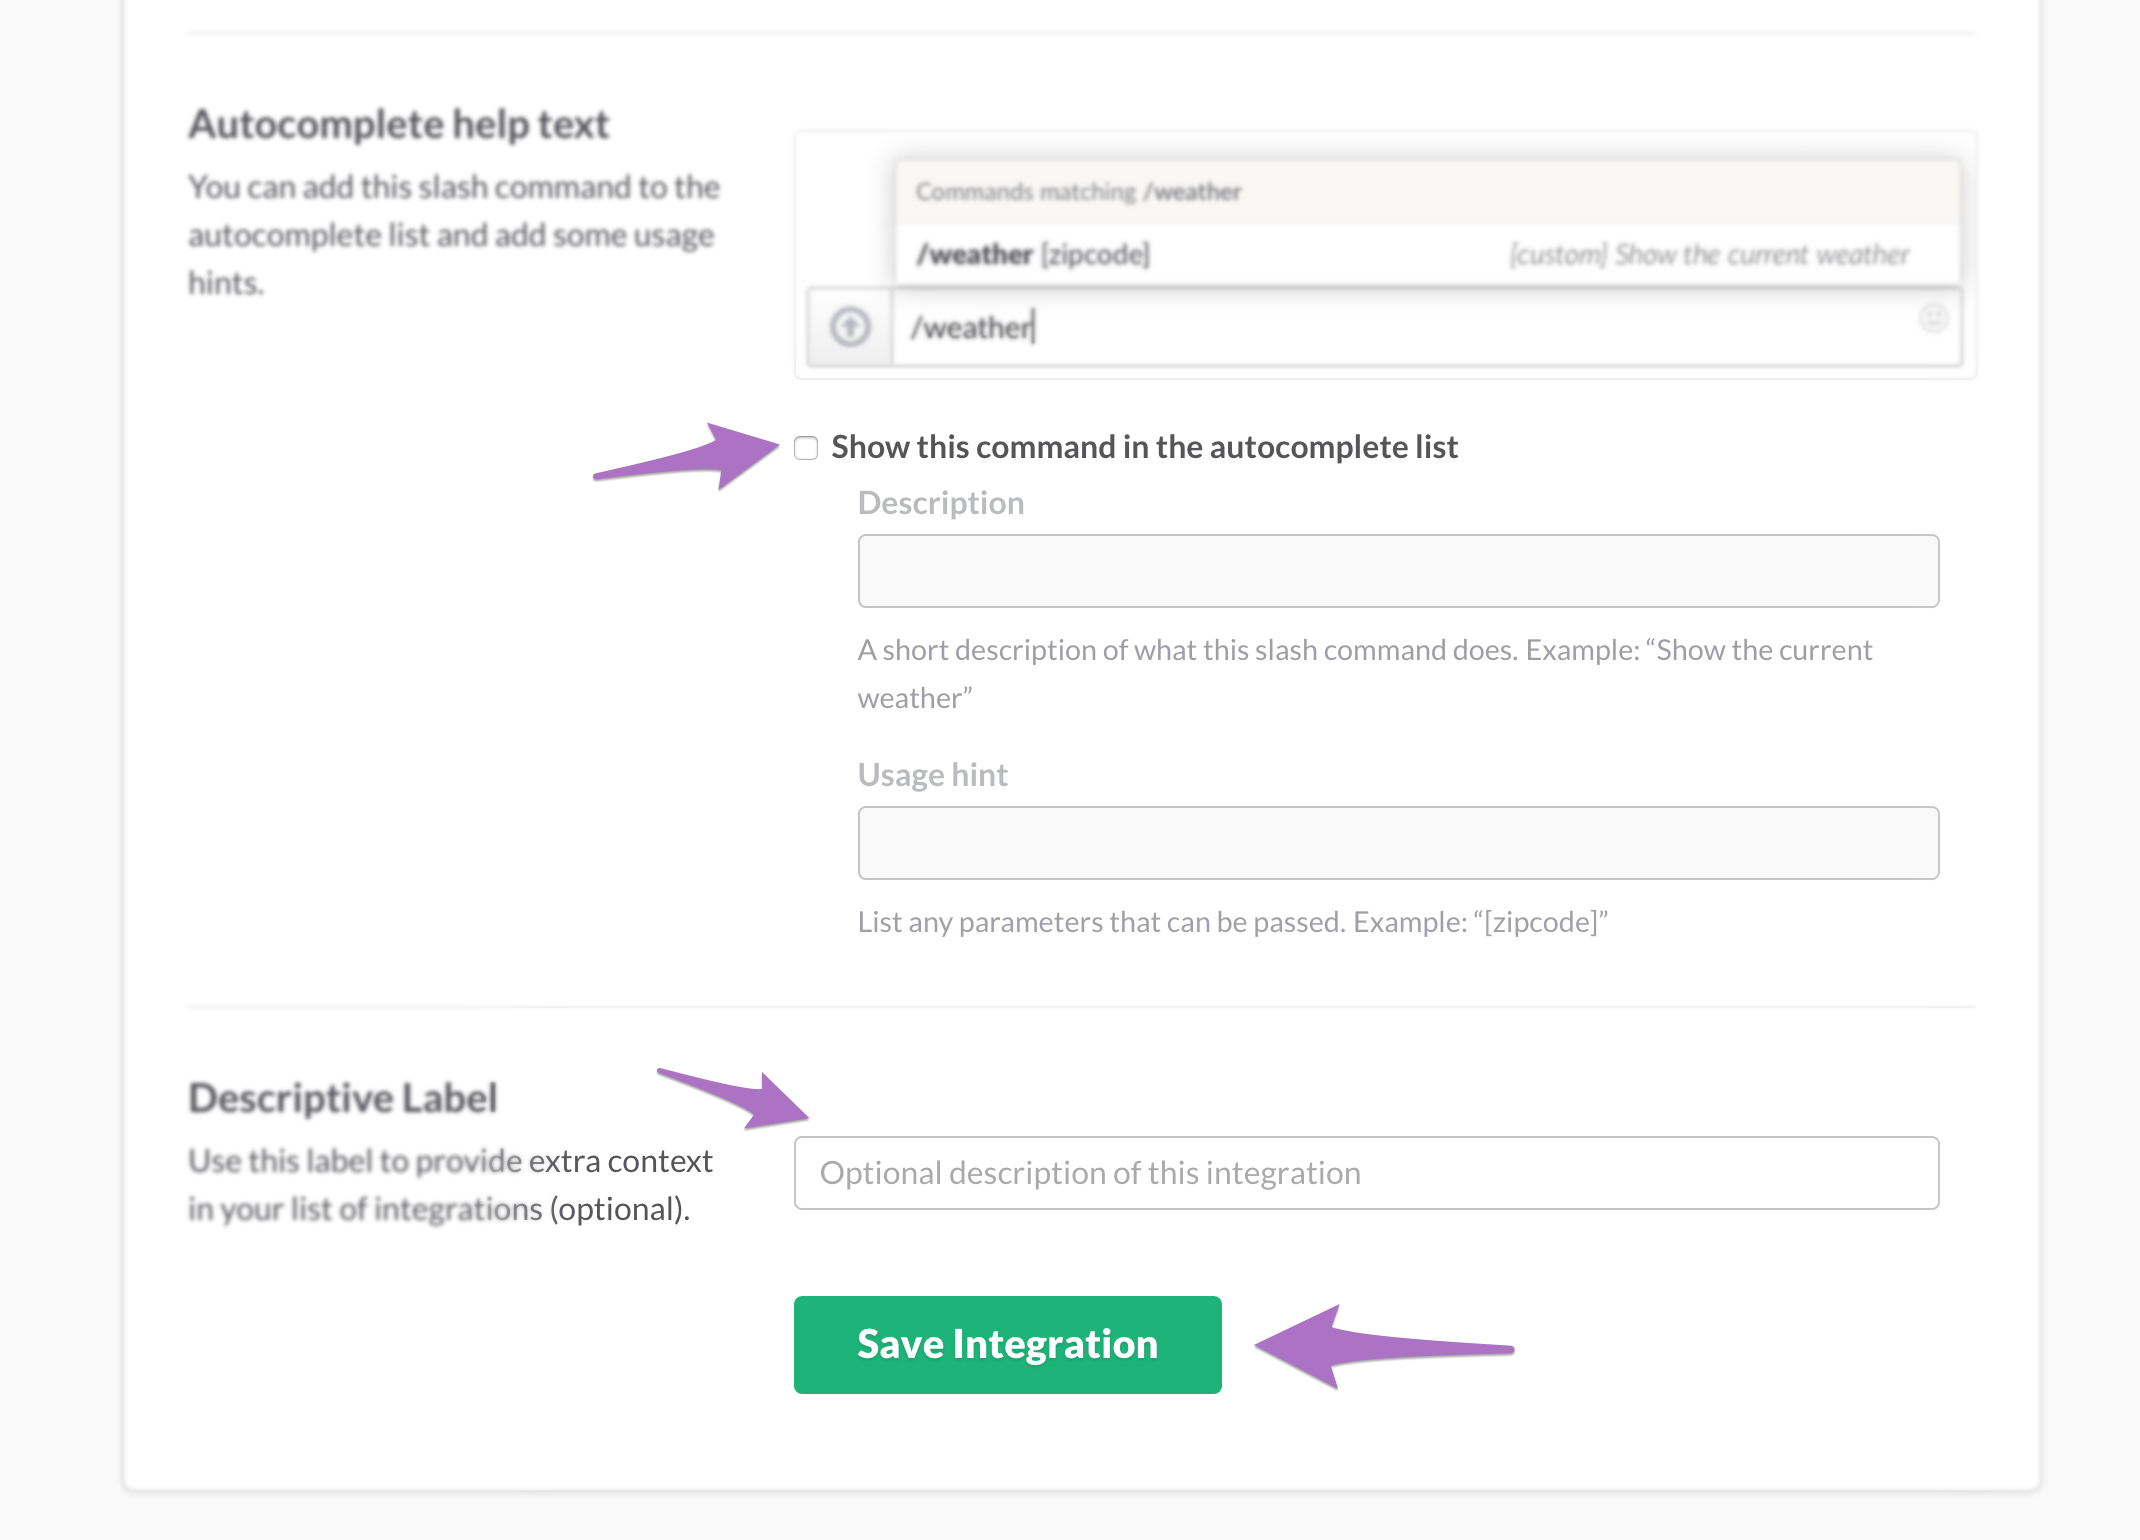 Autocomplete help text
You can add this slash command to the
autocomplete list and add some usage
hints.
Commands matching /weather
/weather [zipcode] [custom] Show the current weather
/weather
Show this command in the autocomplete list
Description
A short description of what this slash command does. Example: “Show the current
weather”
Usage hint
List any parameters that can be passed. Example: “[zipcode]”
Descriptive Label
Use this label to provide extra context
in your list of integrations (optional).
Optional description of this integration
Save Integration